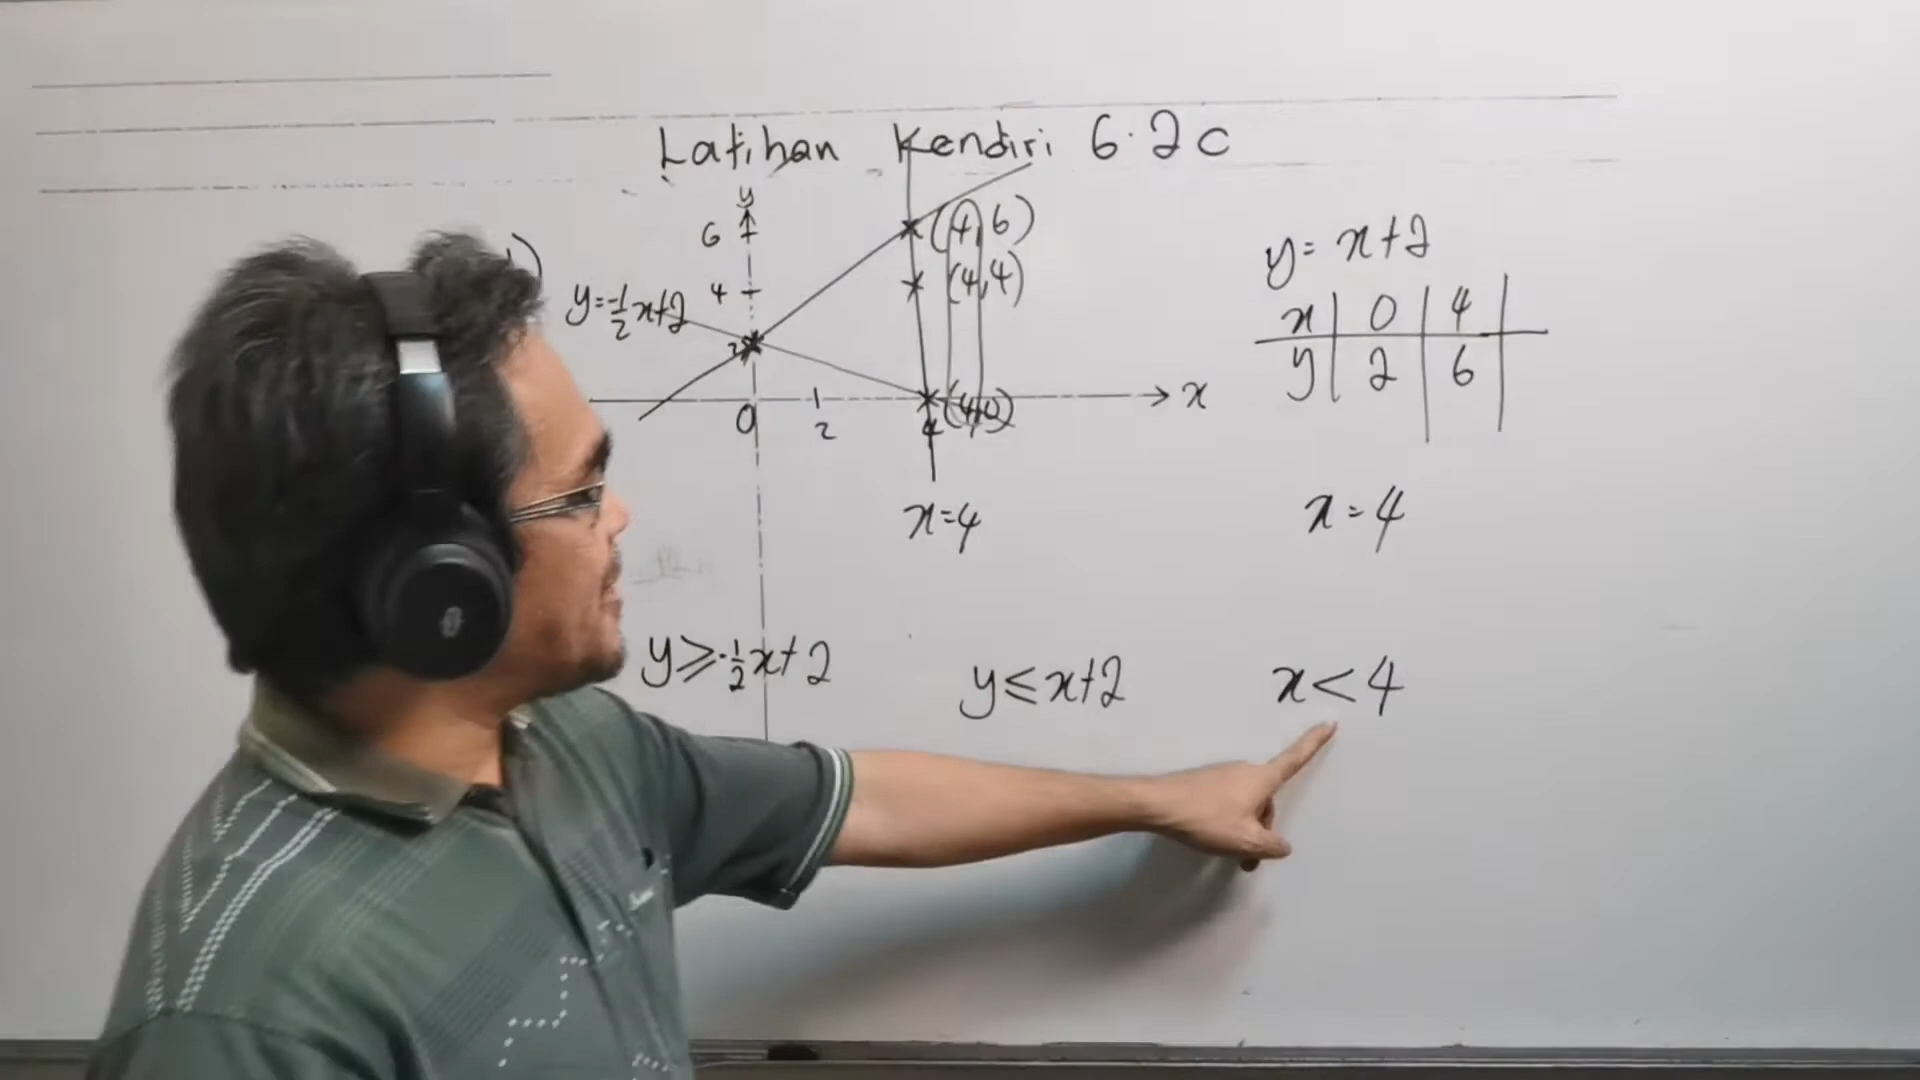 Latihan Kendiri 6.2c
)
y
6
(4,6)
y=-1/2x+2
4
(4,4)
2
0
2
4
(4,0)
x
x=4
y=x+2
x | 0 | 4
y | 2 | 6
x=4
y≥-1/2x+2
y≤x+2
x<4